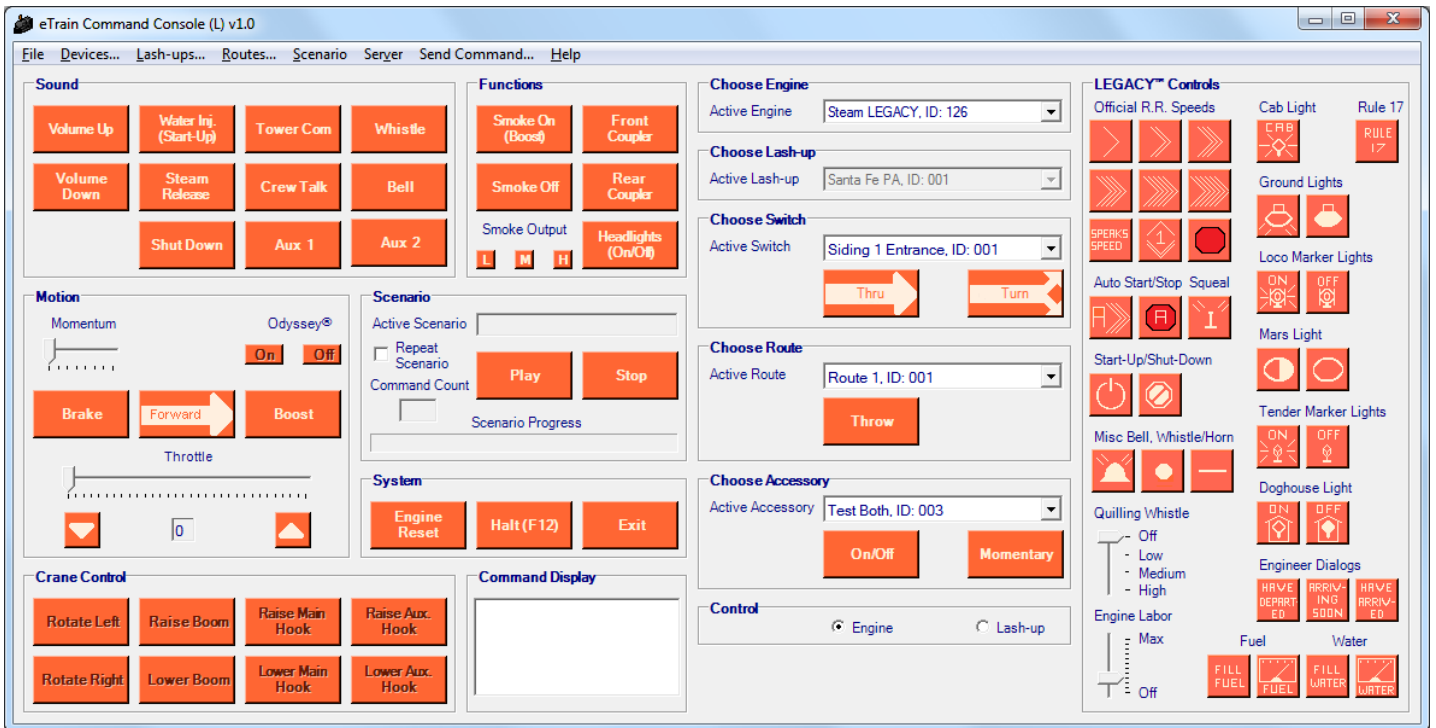 eTrain Command Console (L) v1.0
File Devices... Lash-ups... Routes... Scenario Server Send Command... Help
Sound
Volume Up
Water Inj.
(Start-Up)
Tower Com
Whistle
Volume
Down
Steam
Release
Crew Talk
Bell
Shut Down
Aux 1
Aux 2
Functions
Smoke On
(Boost)
Front
Coupler
Smoke Off
Rear
Coupler
Smoke Output
L M H
Headlights
(On/Off)
Motion
Momentum
Odyssey®
On Off
Brake
Forward
Boost
Throttle
0
Scenario
Active Scenario
Repeat
Scenario
Command Count
Play
Stop
Scenario Progress
System
Engine
Reset
Halt (F12)
Exit
Crane Control
Rotate Left
Raise Boom
Raise Main
Hook
Raise Aux.
Hook
Rotate Right
Lower Boom
Lower Main
Hook
Lower Aux.
Hook
Command Display
Choose Engine
Active Engine Steam LEGACY, ID: 126
Choose Lash-up
Active Lash-up Santa Fe PA, ID: 001
Choose Switch
Active Switch Siding 1 Entrance, ID: 001
Thru Turn
Choose Route
Active Route Route 1, ID: 001
Throw
Choose Accessory
Active Accessory Test Both, ID: 003
On/Off Momentary
Control
Engine Lash-up
LEGACY™ Controls
Official R.R. Speeds
SPEAKS
SPEED
1
Auto Start/Stop Squeal
A A
Start-Up/Shut-Down
Misc Bell, Whistle/Horn
Quilling Whistle
Off
Low
Medium
High
Engine Labor
Max
Off
Cab Light
CAB
Rule 17
RULE
17
Ground Lights
Loco Marker Lights
ON OFF
Mars Light
Tender Marker Lights
ON OFF
Doghouse Light
ON OFF
Engineer Dialogs
HAVE
DEPART-
ED
ARRIV-
ING
SOON
HAVE
ARRIV-
ED
Fuel Water
FILL
FUEL
FUEL
FILL
WATER
WATER